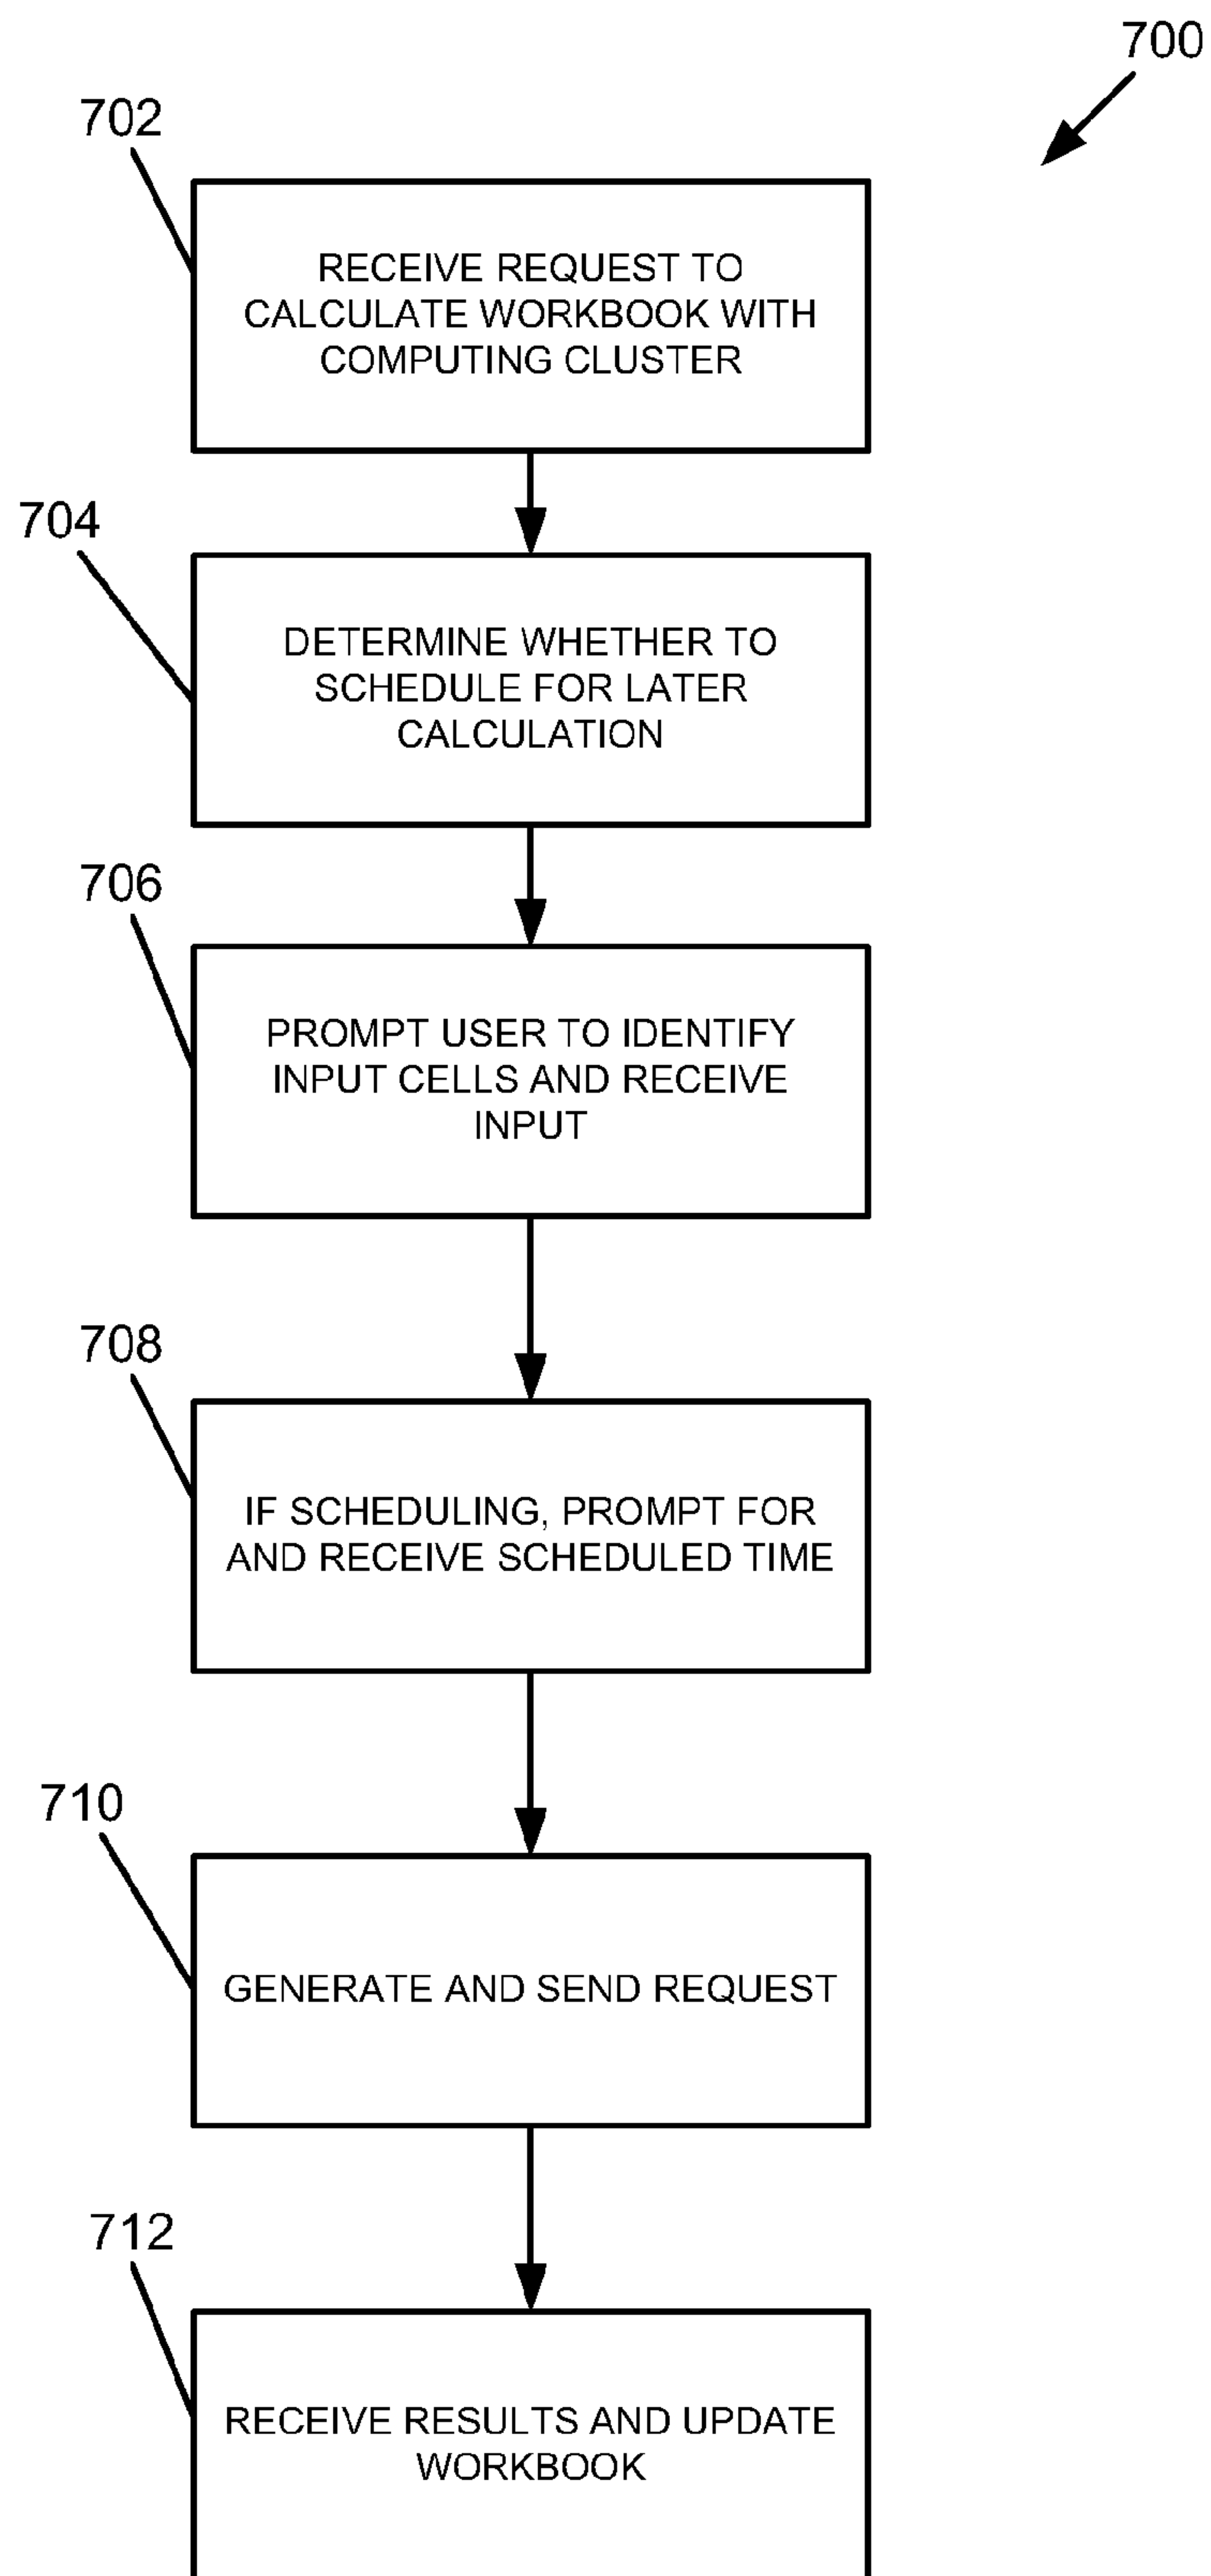 700
702
RECEIVE REQUEST TO
CALCULATE WORKBOOK WITH
COMPUTING CLUSTER
704
DETERMINE WHETHER TO
SCHEDULE FOR LATER
CALCULATION
706
PROMPT USER TO IDENTIFY
INPUT CELLS AND RECEIVE
INPUT
708
IF SCHEDULING, PROMPT FOR
AND RECEIVE SCHEDULED TIME
710
GENERATE AND SEND REQUEST
712
RECEIVE RESULTS AND UPDATE
WORKBOOK